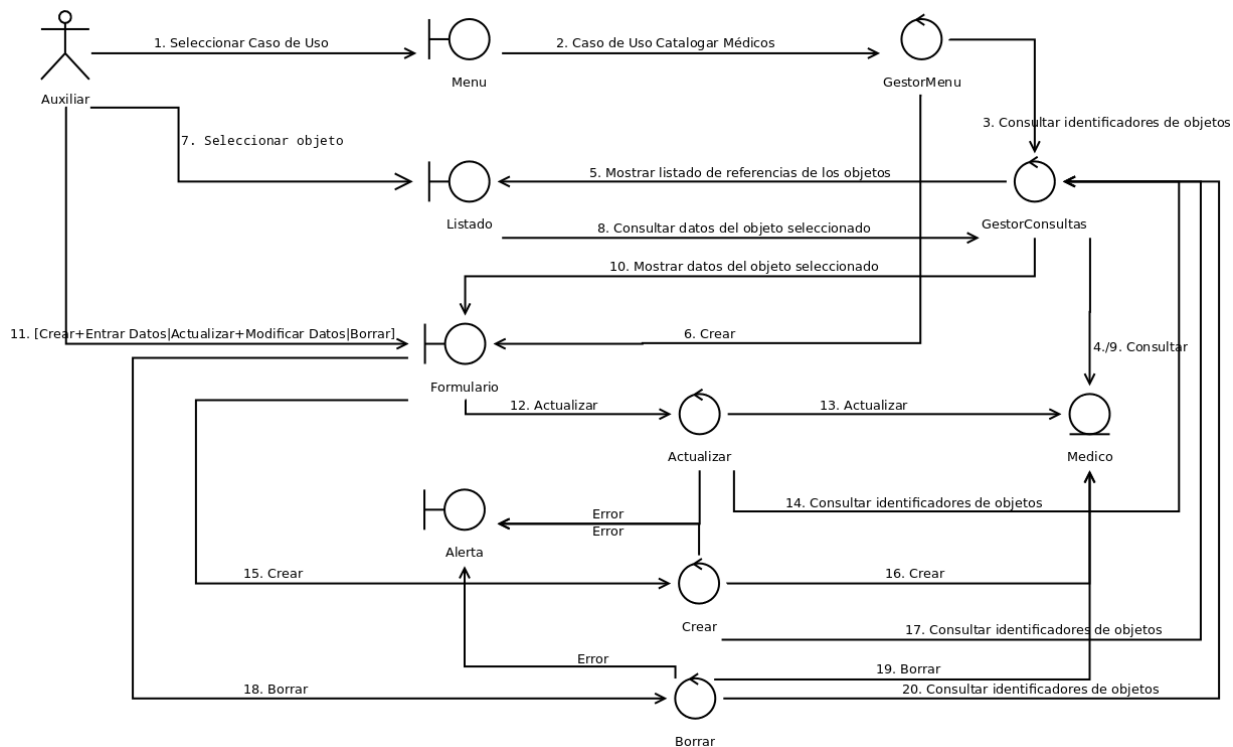 1. Seleccionar Caso de Uso
2. Caso de Uso Catalogar Médicos
Menu
GestorMenu
Auxiliar
3. Consultar identificadores de objetos
7. Seleccionar objeto
5. Mostrar listado de referencias de los objetos
Listado
GestorConsultas
8. Consultar datos del objeto seleccionado
10. Mostrar datos del objeto seleccionado
11. [Crear+Entrar Datos|Actualizar+Modificar Datos|Borrar]
6. Crear
4./9. Consultar
Formulario
12. Actualizar
13. Actualizar
Actualizar
Medico
14. Consultar identificadores de objetos
Error
Error
Alerta
15. Crear
16. Crear
Crear
17. Consultar identificadores de objetos
Error
19. Borrar
18. Borrar
20. Consultar identificadores de objetos
Borrar